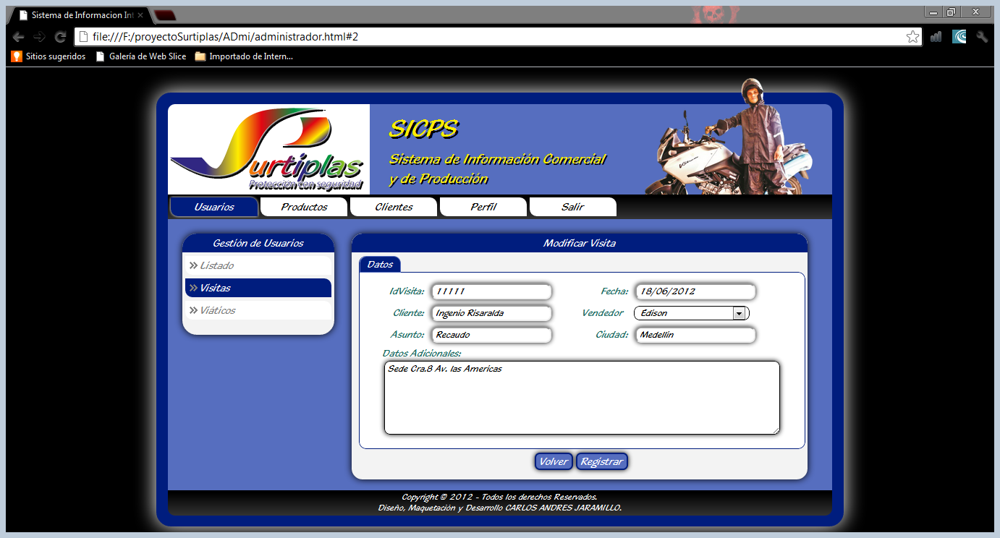 Sistema de Informacion In
file:///F:/proyectoSurtiplas/ADmi/administrador.html#2
Sitios sugeridos Galería de Web Slice Importado de Intern...
urtiplas
Protección con seguridad
SICPS
Sistema de Información Comercial
y de Producción
Usuarios Productos Clientes Perfil Salir
Gestión de Usuarios
» Listado
» Visitas
» Viáticos
Modificar Visita
Datos
IdVisita: 11111 Fecha: 18/06/2012
Cliente: Ingenio Risaralda Vendedor Edison
Asunto: Recaudo Ciudad: Medellín
Datos Adicionales:
Sede Cra.8 Av. las Americas
Volver Registrar
Copyright © 2012 - Todos los derechos Reservados.
Diseño, Maquetación y Desarrollo CARLOS ANDRES JARAMILLO.